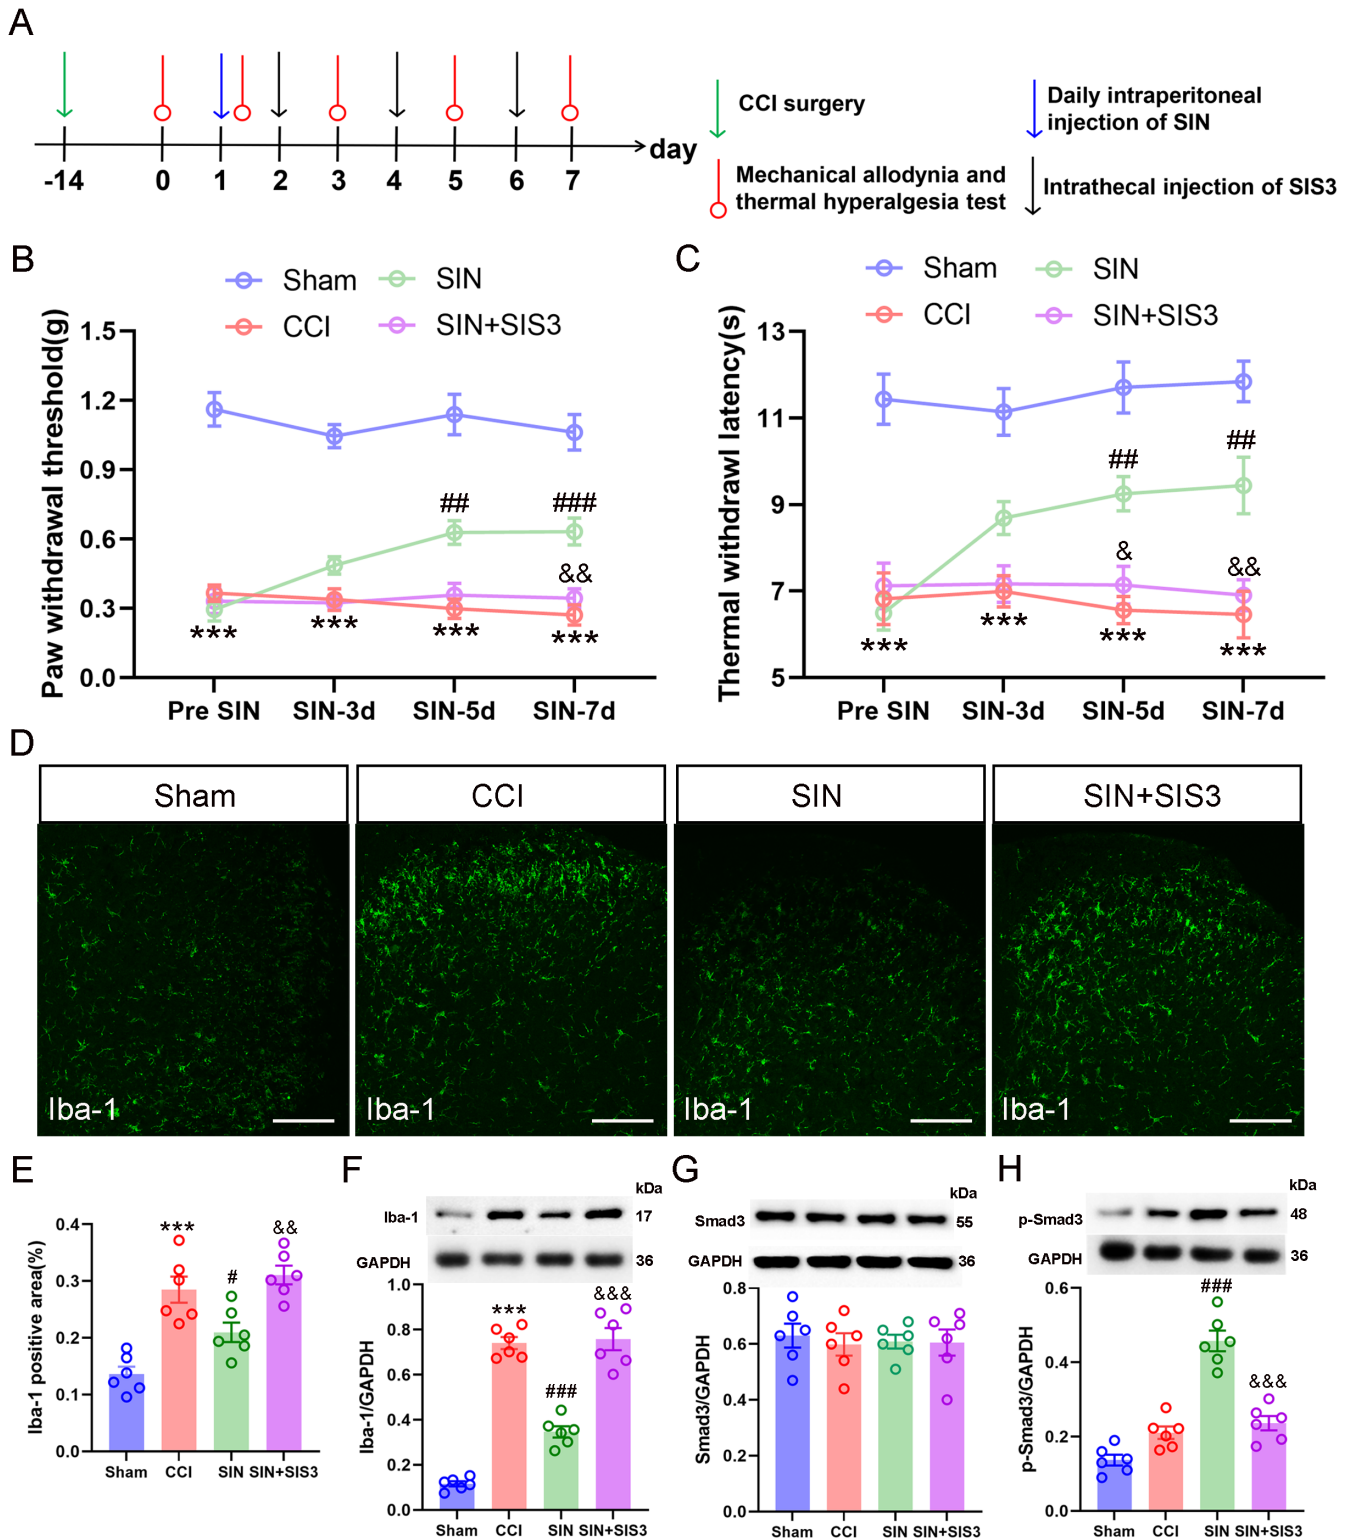 A
CCI surgery
Daily intraperitoneal
injection of SIN
Mechanical allodynia and
thermal hyperalgesia test
Intrathecal injection of SIS3
-14 0 1 2 3 4 5 6 7 day
B
Sham SIN
CCI SIN+SIS3
Paw withdrawal threshold(g)
1.5
1.2
0.9
0.6
0.3
0.0
## ###
&&
*** *** *** ***
Pre SIN SIN-3d SIN-5d SIN-7d
C
Sham SIN
CCI SIN+SIS3
Thermal withdrawl latency(s)
13
11
9
7
5
## ##
& &&
*** *** *** ***
Pre SIN SIN-3d SIN-5d SIN-7d
D
Sham CCI SIN SIN+SIS3
Iba-1 Iba-1 Iba-1 Iba-1
E
Iba-1 positive area(%)
0.4
0.3
0.2
0.1
0.0
*** # &&
Sham CCI SIN SIN+SIS3
F
kDa
Iba-1 17
GAPDH 36
Iba-1/GAPDH
1.0
0.8
0.6
0.4
0.2
0.0
*** ### &&&
Sham CCI SIN SIN+SIS3
G
kDa
Smad3 55
GAPDH 36
Smad3/GAPDH
0.8
0.6
0.4
0.2
0.0
Sham CCI SIN SIN+SIS3
H
kDa
p-Smad3 48
GAPDH 36
p-Smad3/GAPDH
0.6
0.4
0.2
0.0
### &&&
Sham CCI SIN SIN+SIS3